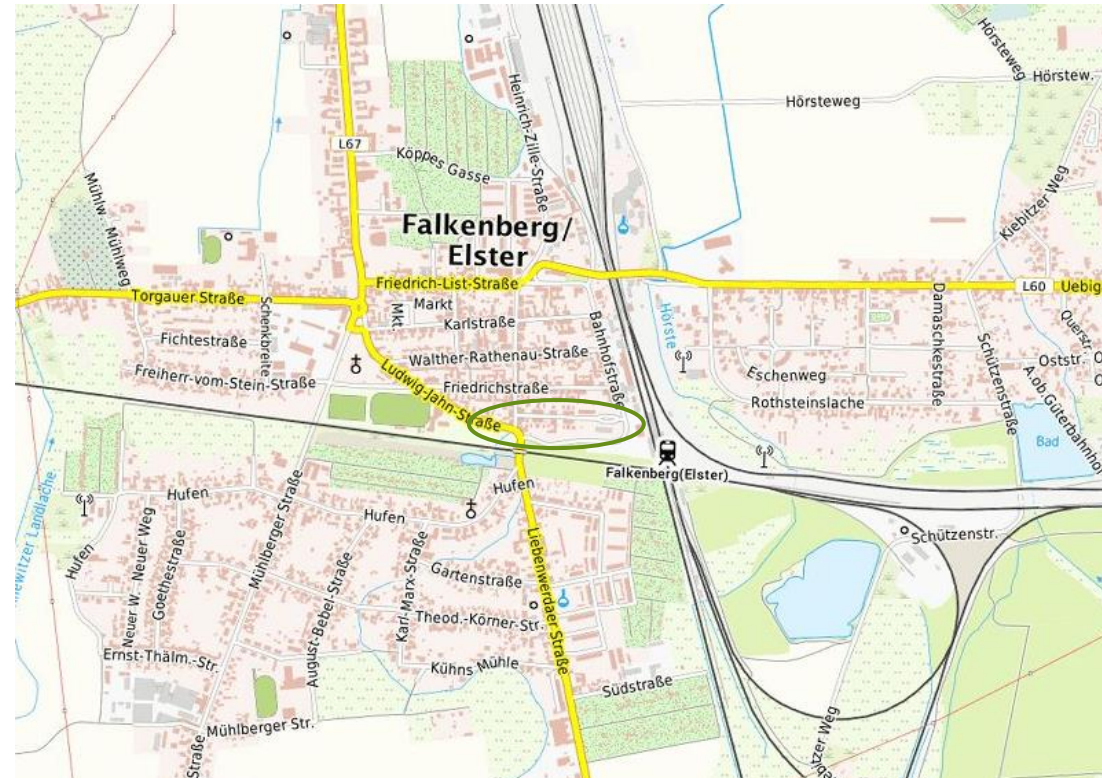 Hörsteweg
Hörstew.
Hörsteweg
Heinrich-Zille-Straße
L67
Köppes Gasse
Mühlw.
Mühlweg
Kiebitzer Weg
Falkenberg/
Elster
Friedrich-List-Straße
Torgauer Straße
L60
Uebig
Markt
Mkt.
Karlstraße
Schenkbreite
Fichtestraße
Bahnhofstraße
Hörste
Damaschkestraße
Schützenstraße
Querstr.
Oststr.
A.ob.Güterbahnhof
Walther-Rathenau-Straße
Freiherr-vom-Stein-Straße
Ludwig-Jahn-Straße
Friedrichstraße
Eschenweg
Rothsteinslache
Bad
Falkenberg(Elster)
Hufen
Hufen
Hufen
Hufen
Neuer Weg
Neuer W.
Goethestraße
Mühlberger Straße
Schützenstr.
Gartenstraße
Karl-Marx-Straße
August-Bebel-Straße
Liebenwerdaer Straße
Theod.-Körner-Str.
Ernst-Thälm.-Str.
Kühns Mühle
Südstraße
Mühlberger Str.
Straße